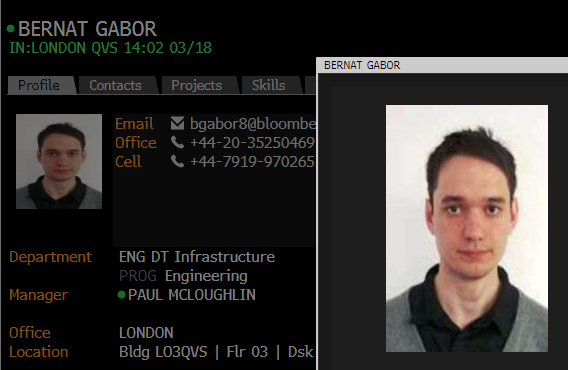 BERNAT GABOR
IN:LONDON QVS 14:02 03/18
BERNAT GABOR
Profile Contacts Projects Skills
Email bgabor8@bloombe
Office +44-20-35250469
Cell +44-7919-970265
Department ENG DT Infrastructure
PROG Engineering
Manager PAUL MCLOUGHLIN
Office LONDON
Location Bldg LO3QVS | Flr 03 | Dsk